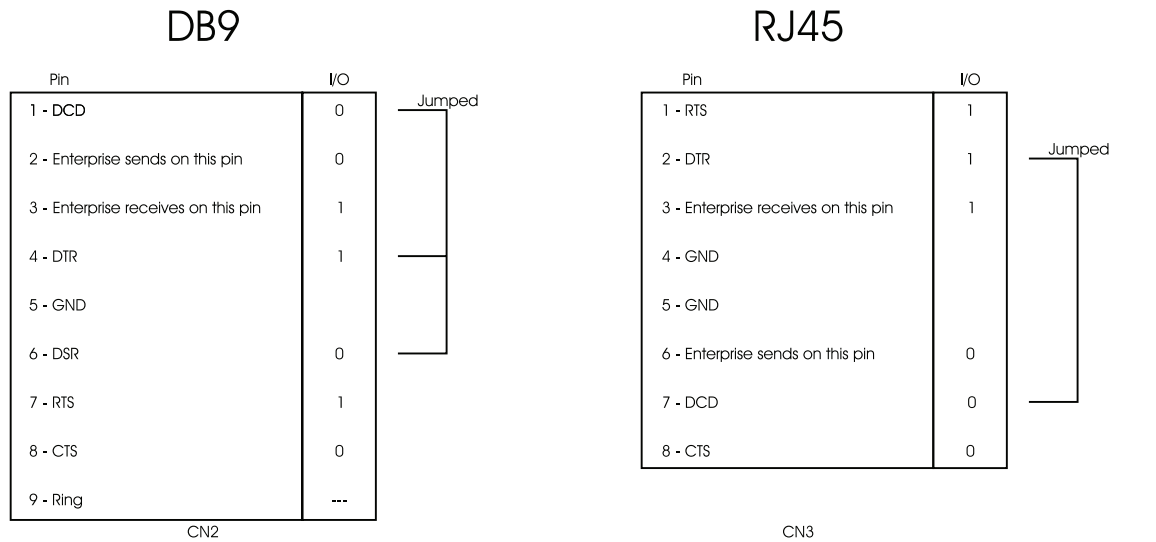 DB9
Pin I/O
1 - DCD 0
Jumped
2 - Enterprise sends on this pin 0
3 - Enterprise receives on this pin 1
4 - DTR 1
5 - GND
6 - DSR 0
7 - RTS 1
8 - CTS 0
9 - Ring ---
CN2
RJ45
Pin I/O
1 - RTS 1
2 - DTR 1
Jumped
3 - Enterprise receives on this pin 1
4 - GND
5 - GND
6 - Enterprise sends on this pin 0
7 - DCD 0
8 - CTS 0
CN3